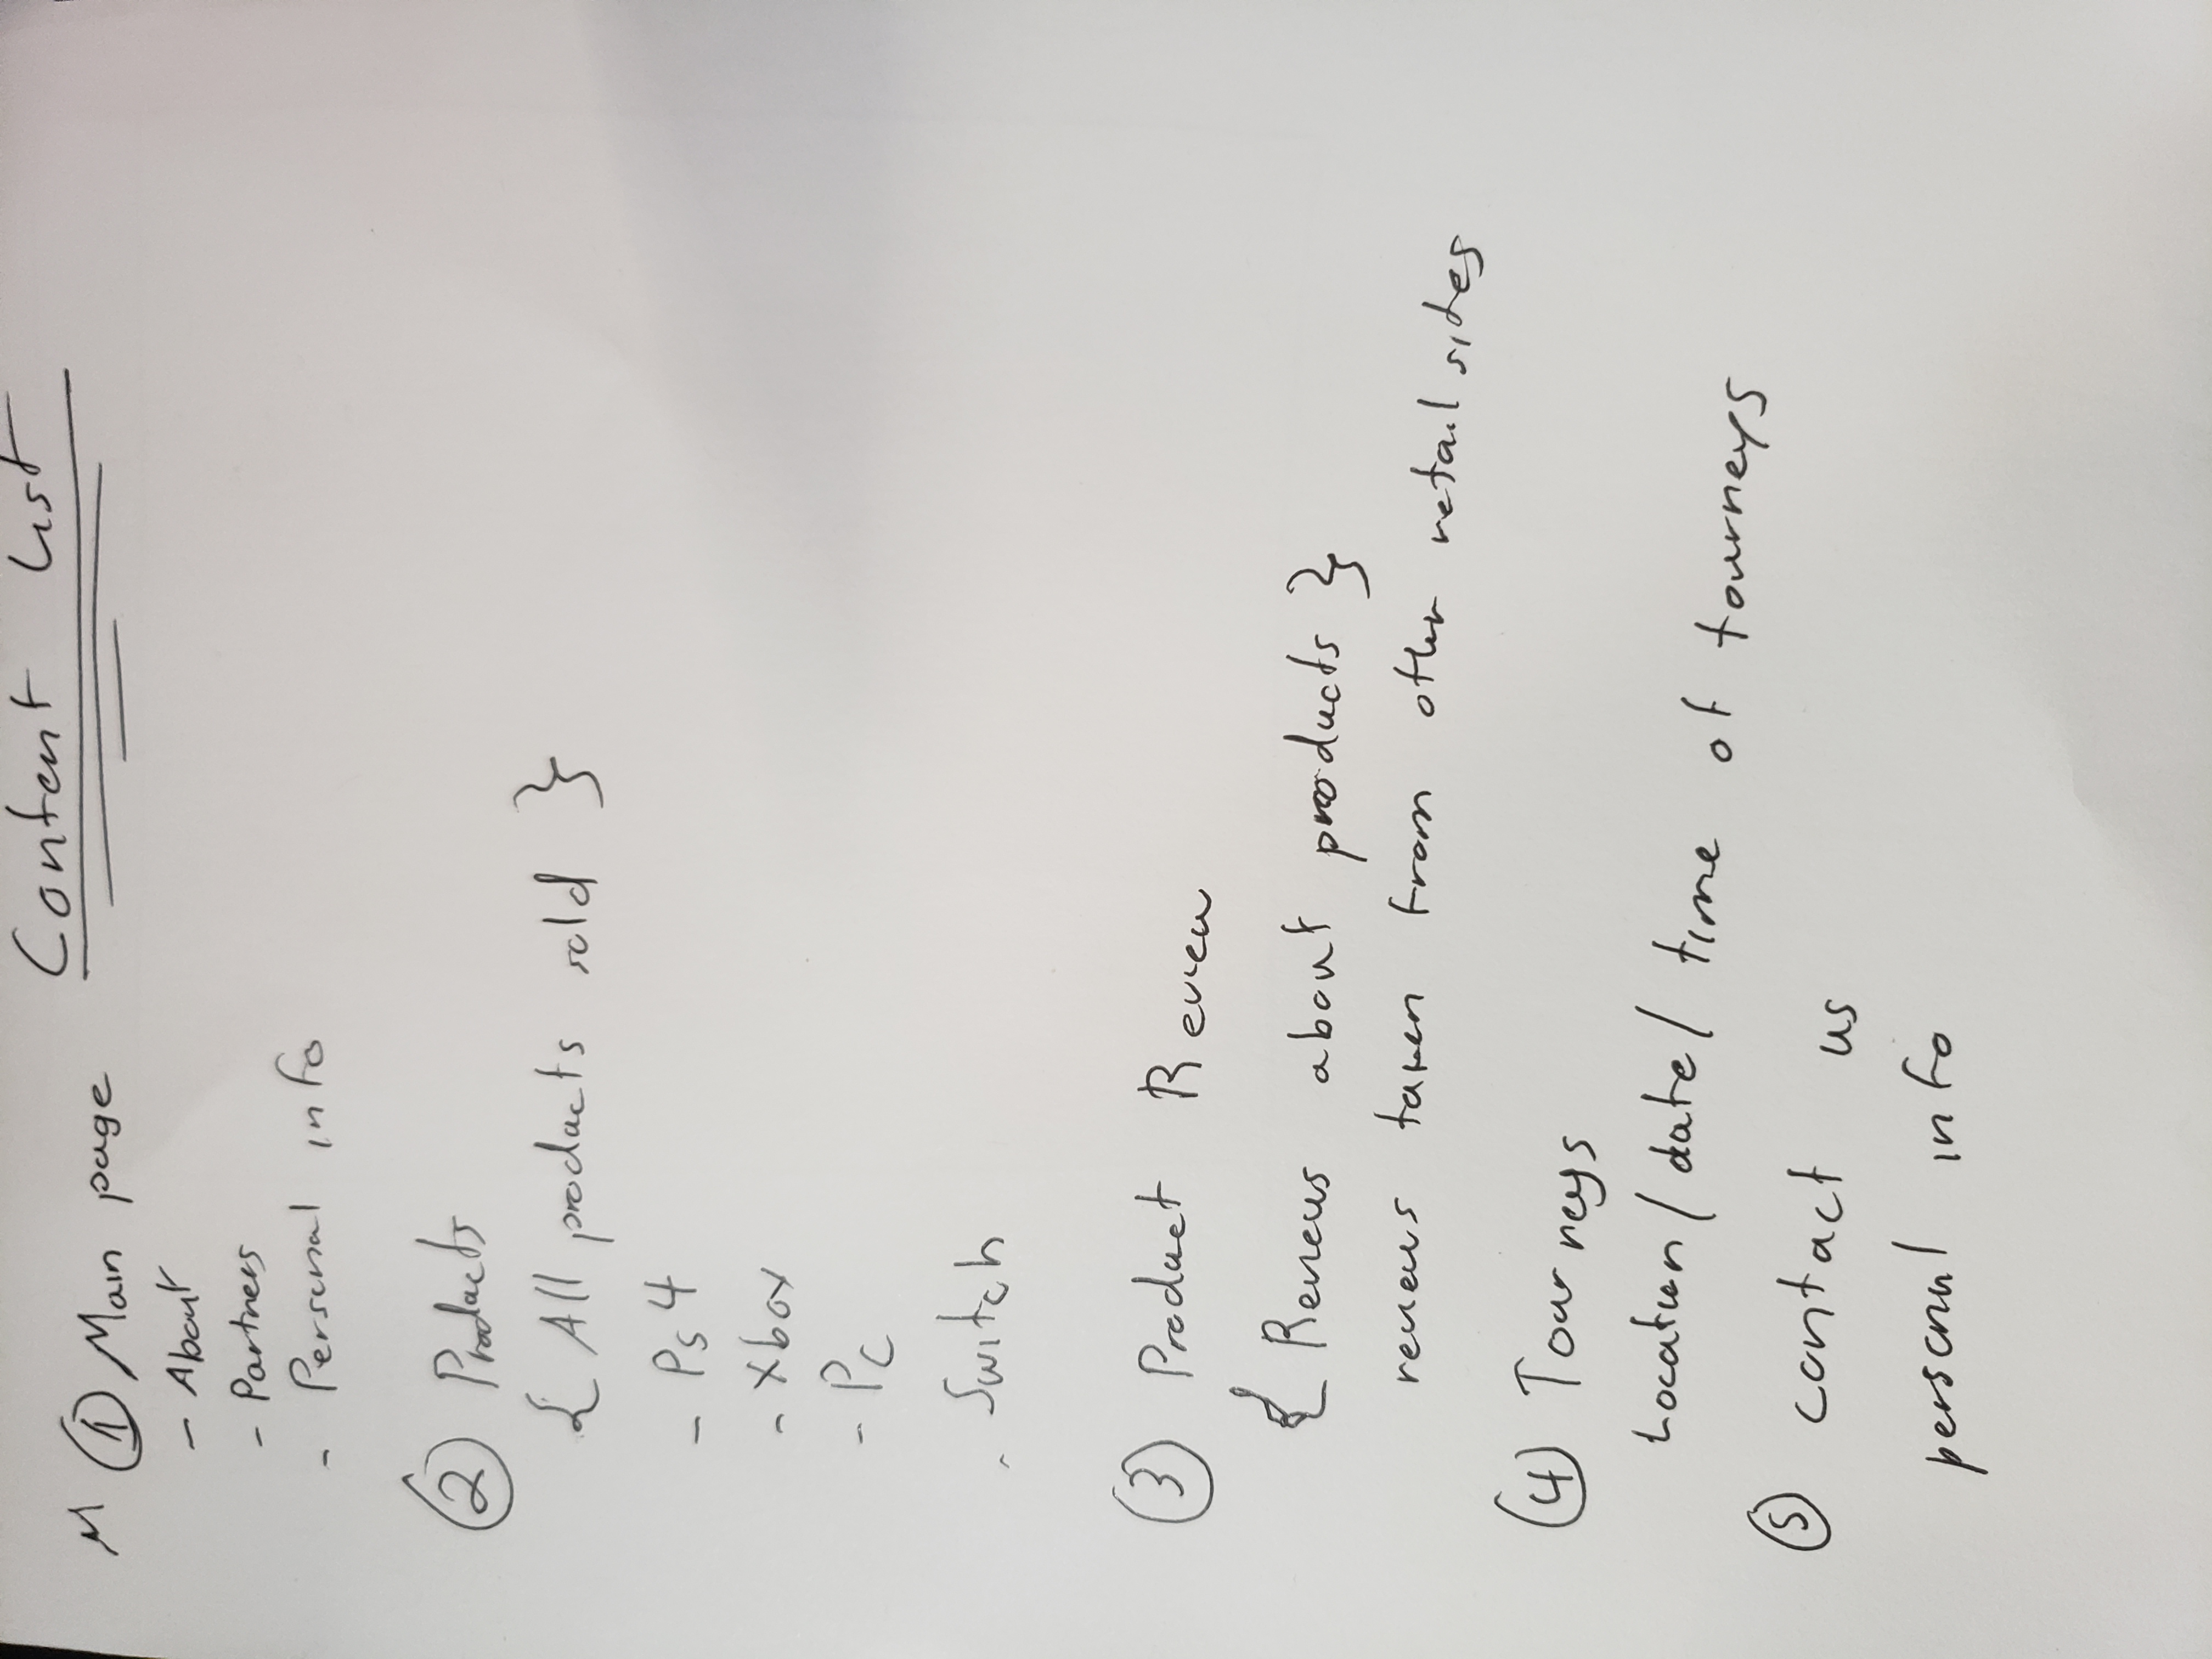 Content List
M ① Main page
- About
- Partners
- Personal info
② Products
{ All products sold }
- Ps4
- Xbox
- Pc
- Switch
③ Product Review
{ Reviews about products }
reviews taken from other retail sites
④ Tourneys
Location / date / time of tourneys
⑤ contact us
personal info